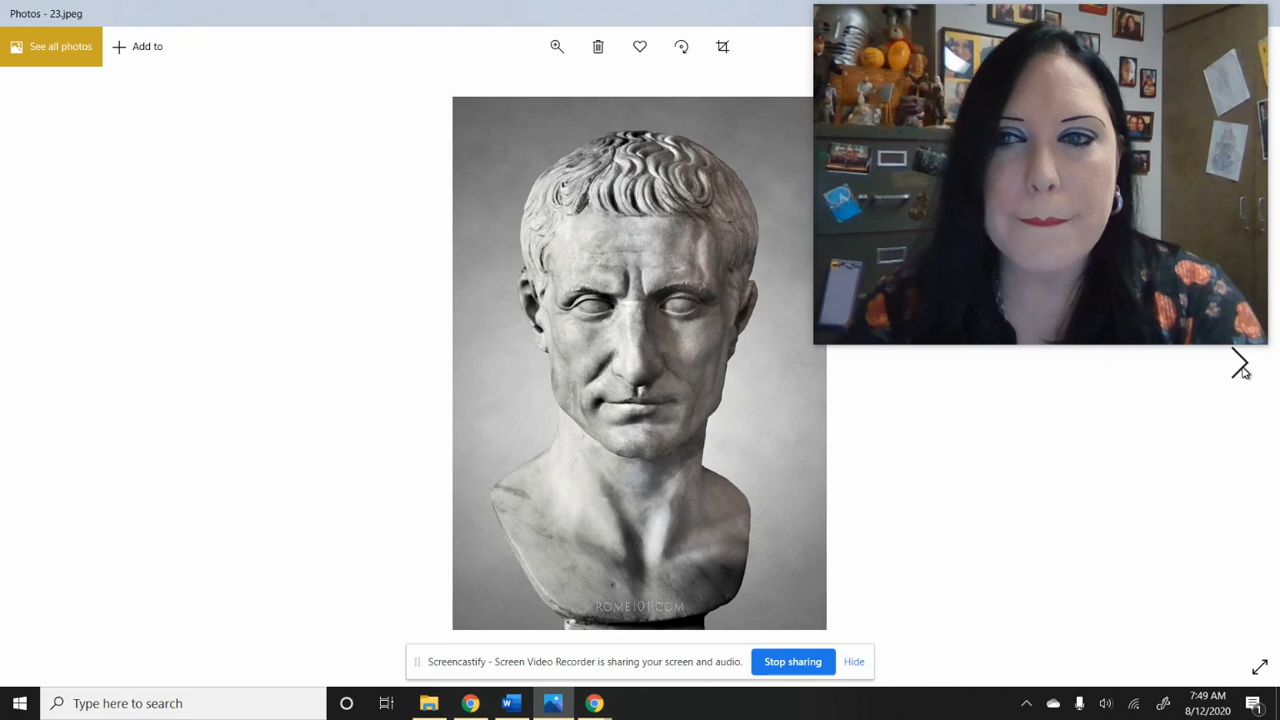 Photos - 23.jpeg
See all photos
Add to
ROME101.COM
Screencastify - Screen Video Recorder is sharing your screen and audio.
Stop sharing
Hide
Type here to search
7:49 AM
8/12/2020
1